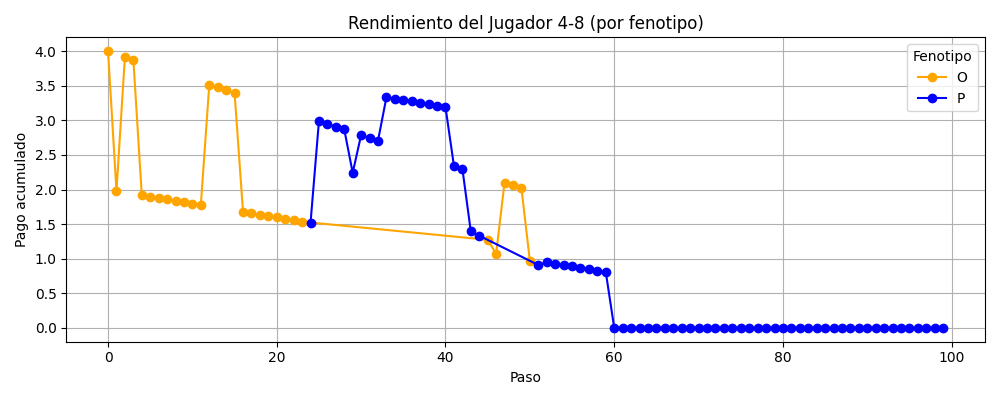 Rendimiento del Jugador 4-8 (por fenotipo)
Pago acumulado
4.0
3.5
3.0
2.5
2.0
1.5
1.0
0.5
0.0
Fenotipo
O
P
0 20 40 60 80 100
Paso